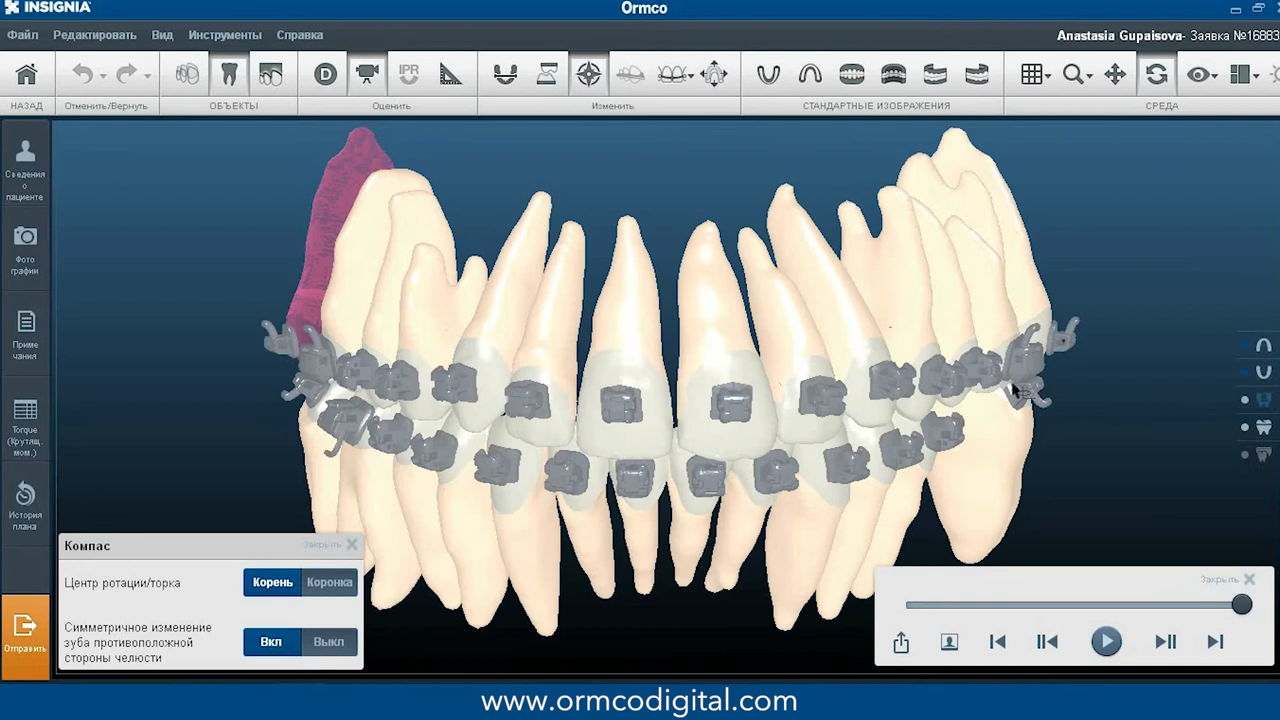 INSIGNIA
Ormco
Файл Редактировать Вид Инструменты Справка
Anastasia Gupaisova- Заявка №16883
D
IPR
НАЗАД
Отменить/Вернуть
ОБЪЕКТЫ
Оценить
Изменить
СТАНДАРТНЫЕ ИЗОБРАЖЕНИЯ
СРЕДА
Сведения
о
пациенте
Фото
графии
Приме
чания
Torque
(Крутящ.
мом.)
История
плана
Отправить
Компас
Закрыть
Центр ротации/торка
Корень Коронка
Симметричное изменение
зуба противоположной
стороны челюсти
Вкл Выкл
Закрыть
www.ormcodigital.com